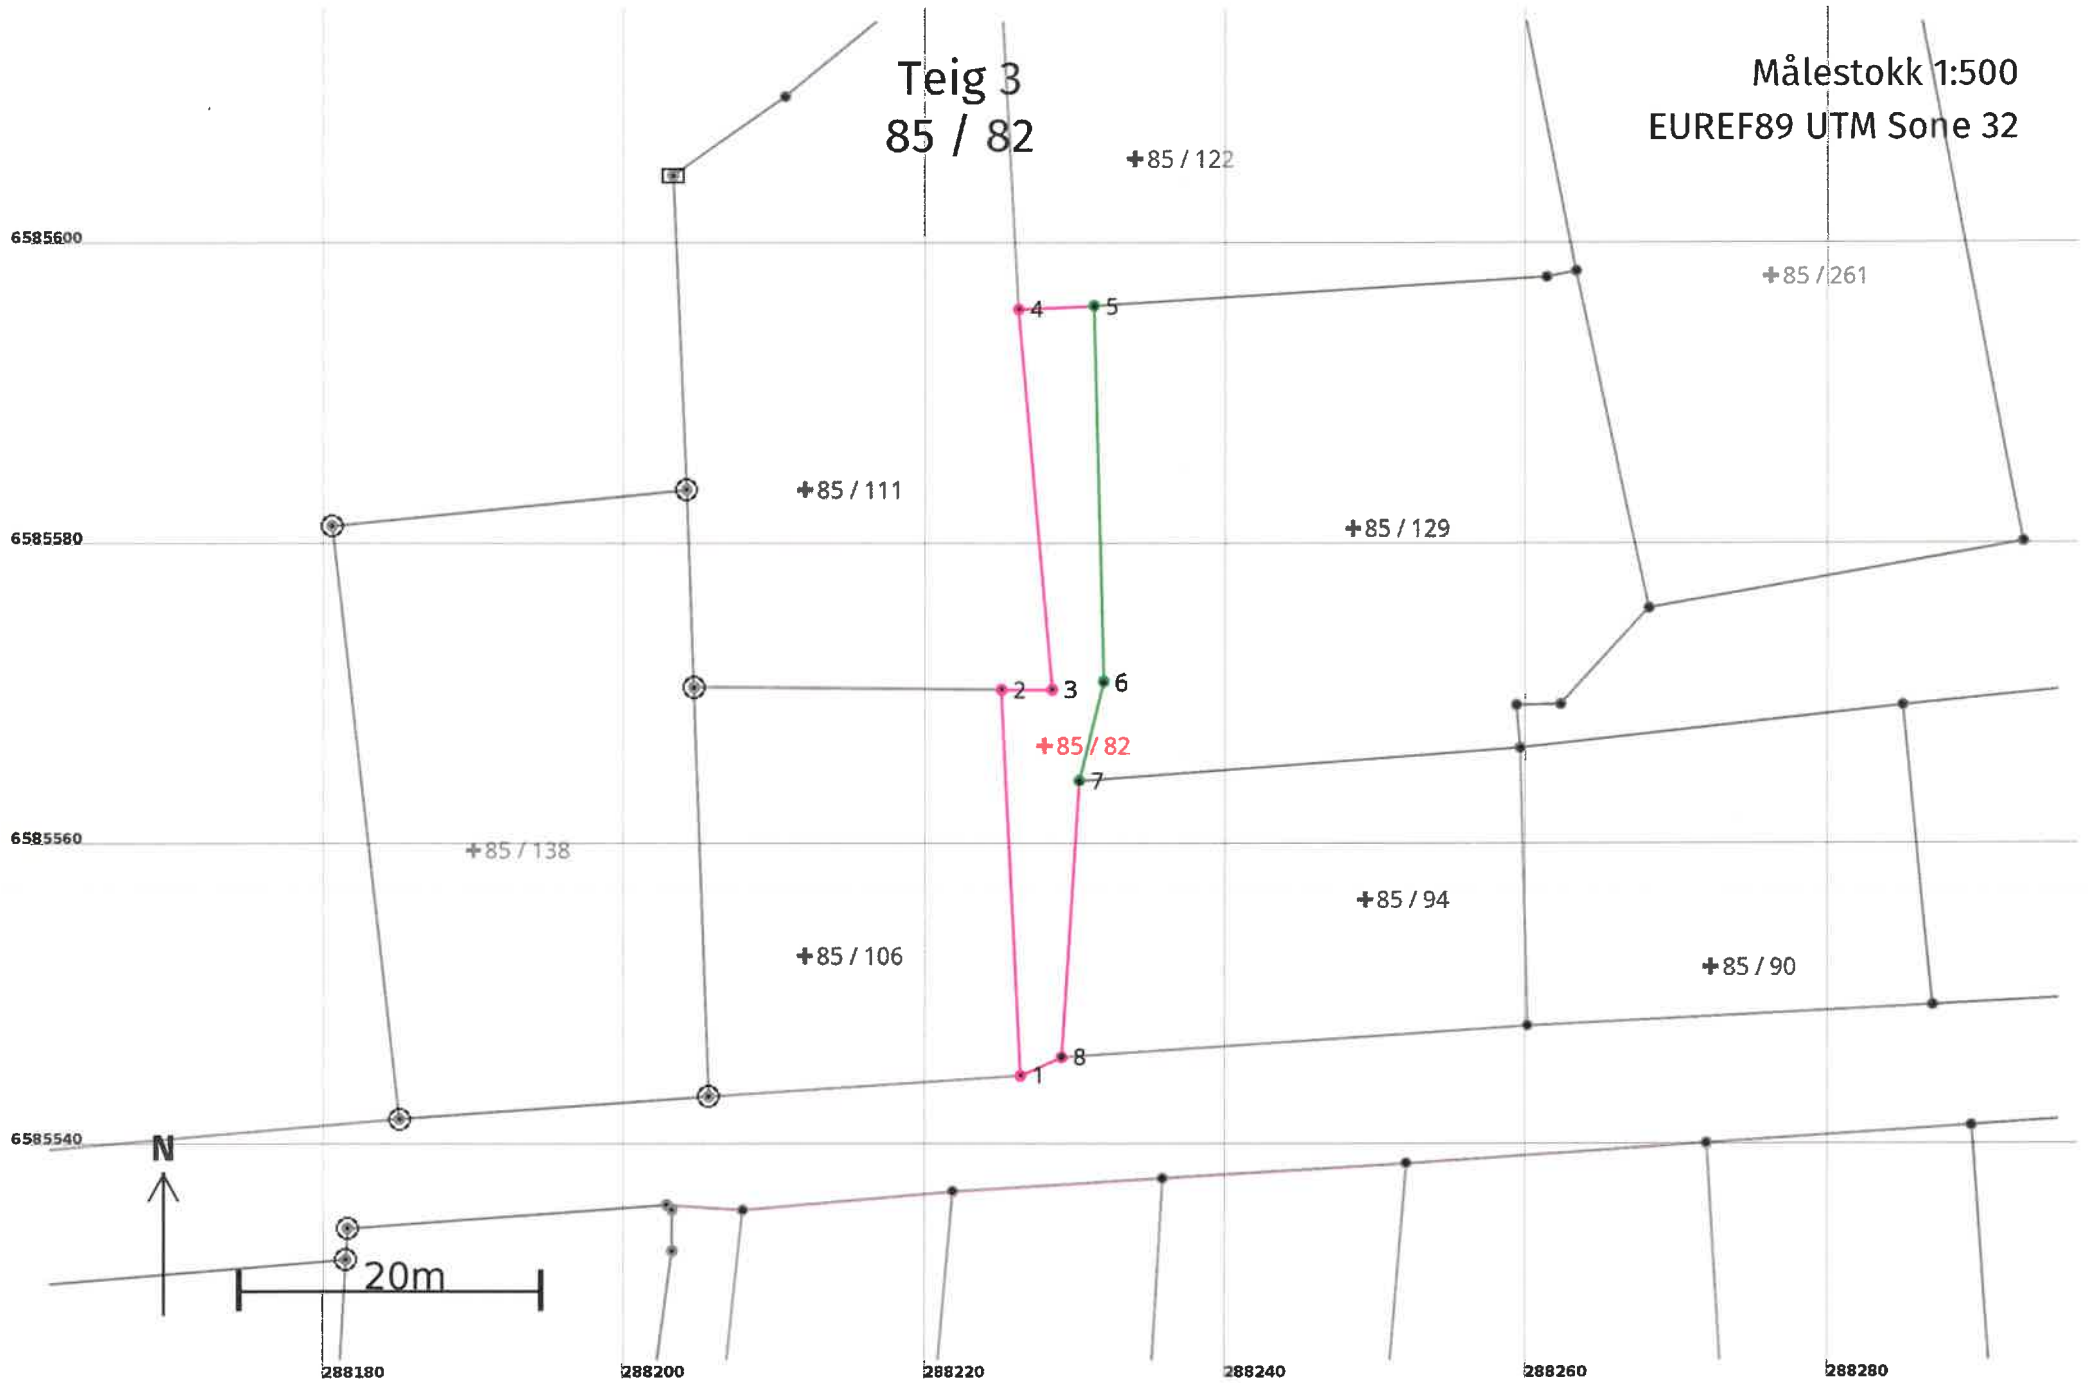 Teig 3
85 / 82
Målestokk 1:500
EUREF89 UTM Sone 32
+85 / 122
6585600
+85 / 261
4
5
+85 / 111
+85 / 129
6585580
2
3
6
+85 / 82
7
6585560
+85 / 138
+85 / 94
+85 / 106
+85 / 90
8
1
6585540
N
20m
288180
288200
288220
288240
288260
288280